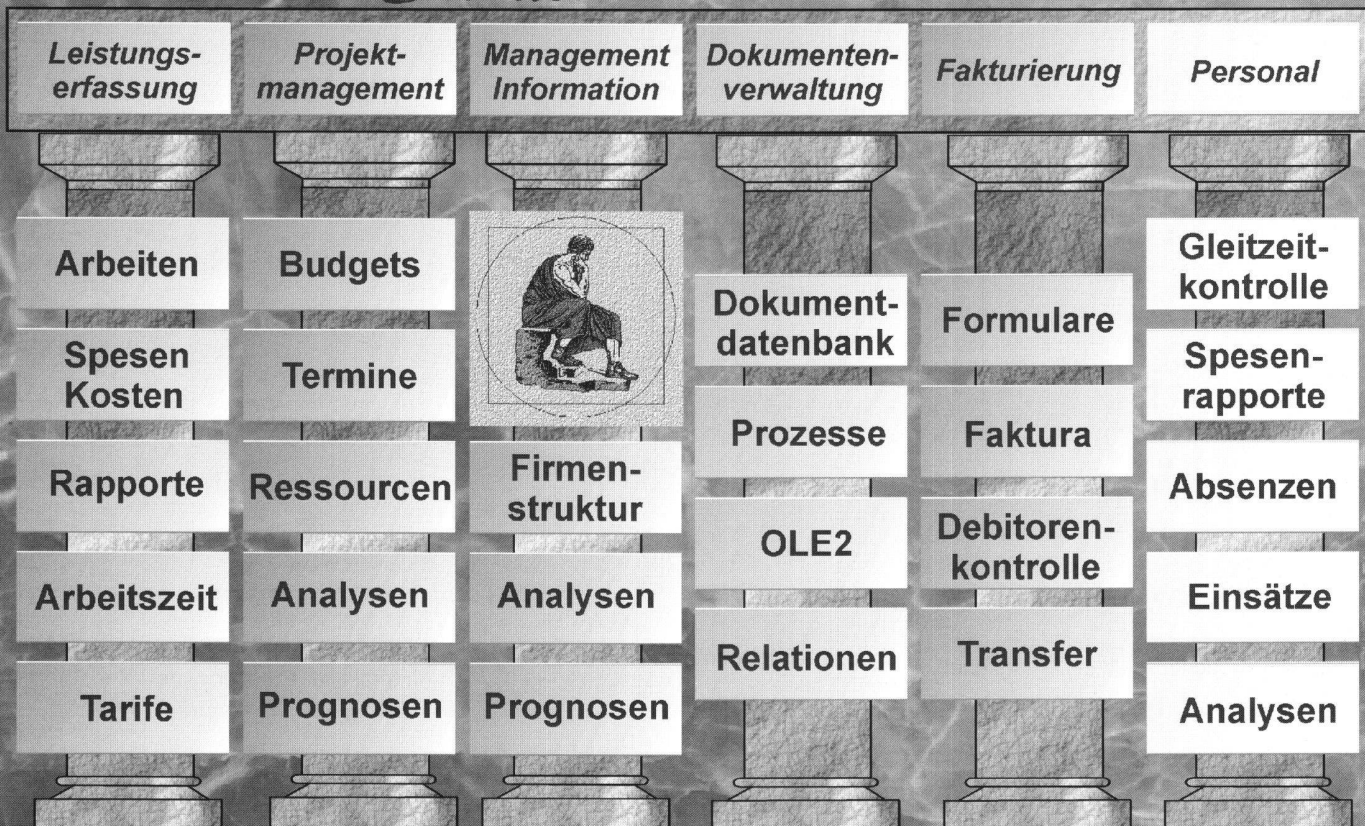 Leistungs-
erfassung
Projekt-
management
Management
Information
Dokumenten-
verwaltung
Fakturierung
Personal
Arbeiten
Spesen
Kosten
Rapporte
Arbeitszeit
Tarife
Budgets
Termine
Ressourcen
Analysen
Prognosen
Firmen-
struktur
Analysen
Prognosen
Dokument-
datenbank
Prozesse
OLE2
Relationen
Formulare
Faktura
Debitoren-
kontrolle
Transfer
Gleitzeit-
kontrolle
Spesen-
rapporte
Absenzen
Einsätze
Analysen